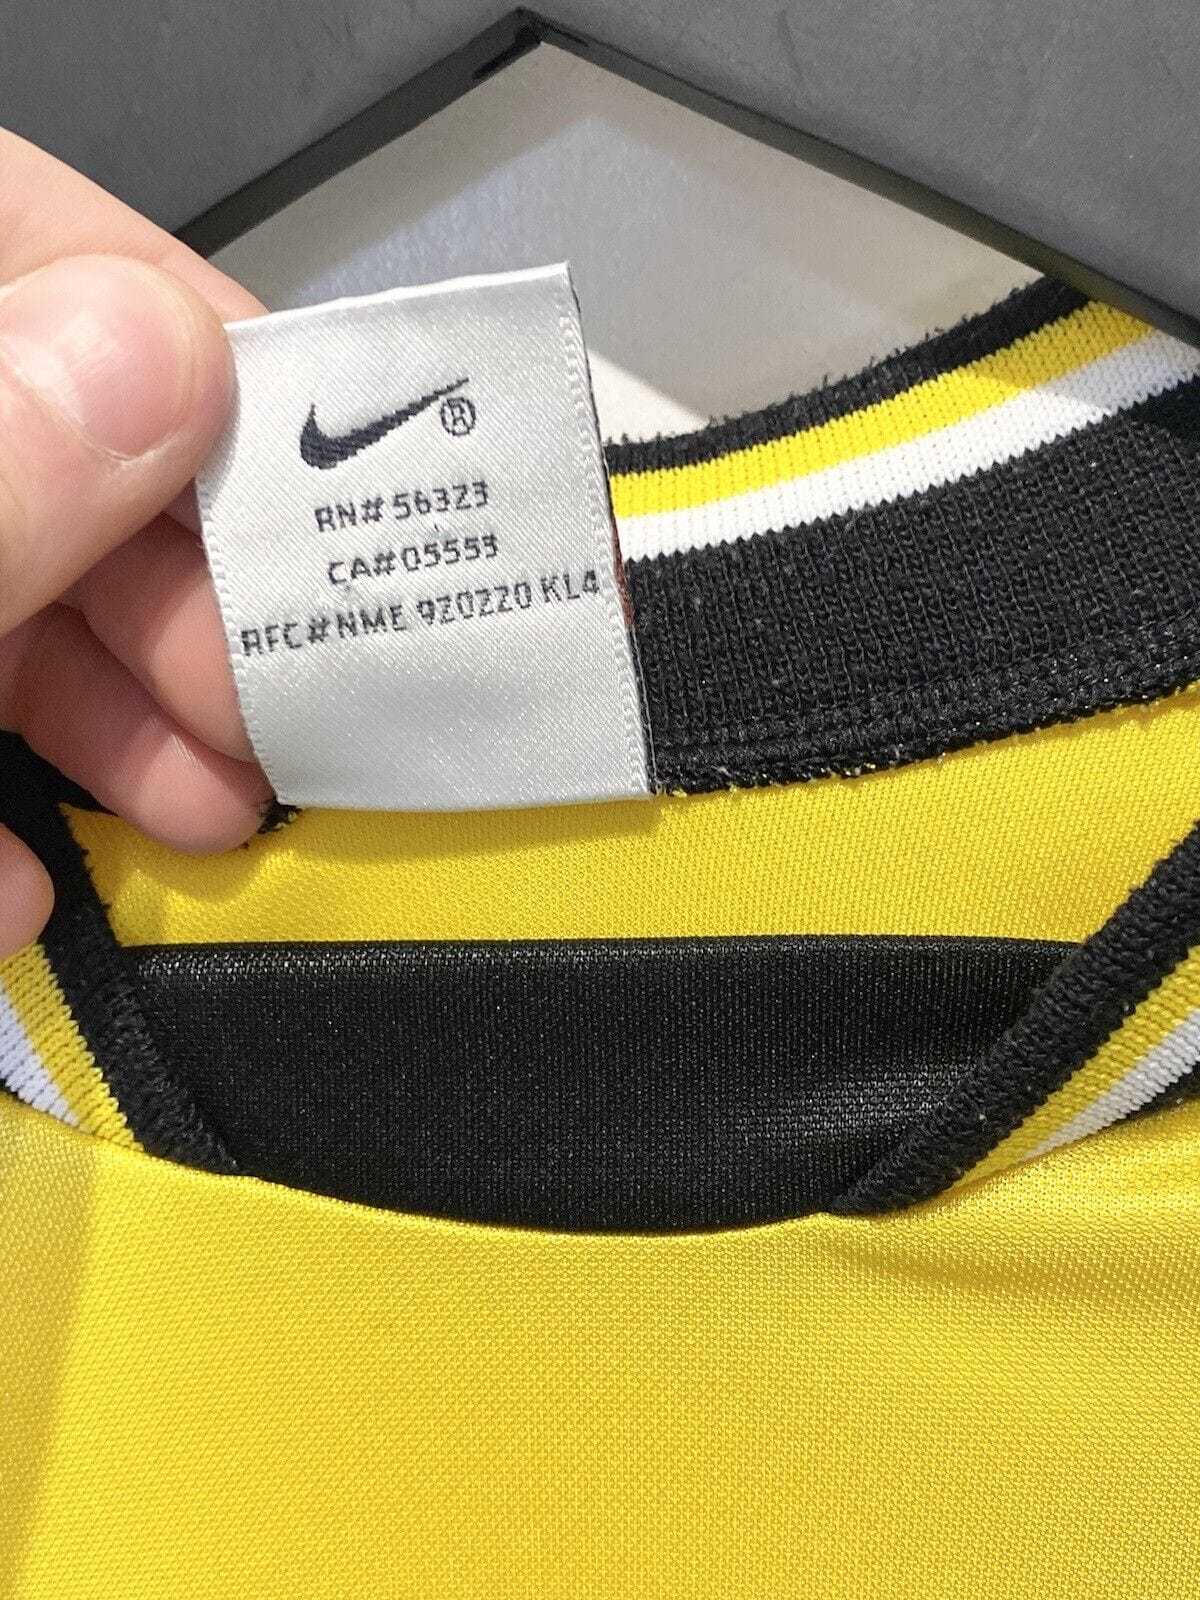 ®
RN# 56323
CA# 05553
RFC# NME 920220 KL4